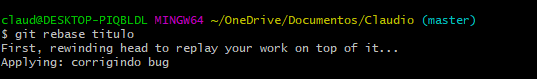 claud@DESKTOP-PIQBLDL MINGW64 ~/OneDrive/Documentos/Claudio (master)
$ git rebase titulo
First, rewinding head to replay your work on top of it...
Applying: corrigindo bug